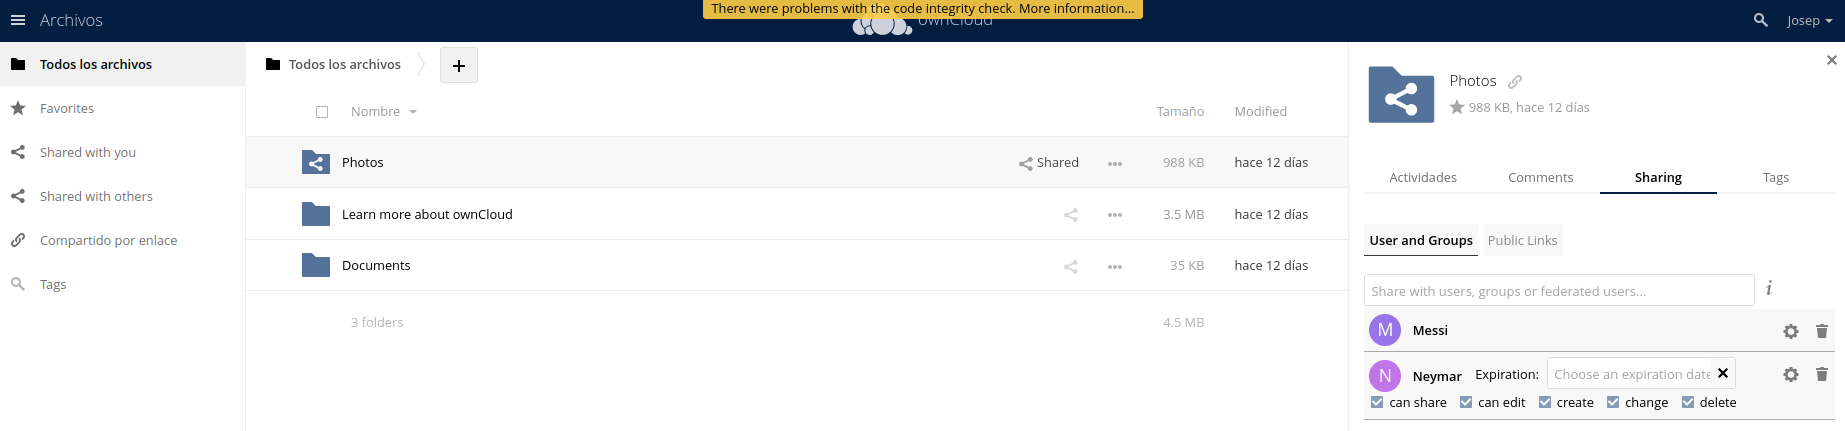 There were problems with the code integrity check. More information...
Archivos
ownCloud
Josep
Todos los archivos
Favorites
Shared with you
Shared with others
Compartido por enlace
Tags
Todos los archivos
+
Nombre Tamaño Modified
Photos Shared ••• 988 KB hace 12 días
Learn more about ownCloud ••• 3.5 MB hace 12 días
Documents ••• 35 KB hace 12 días
3 folders 4.5 MB
Photos
988 KB, hace 12 días
Actividades Comments Sharing Tags
User and Groups Public Links
Share with users, groups or federated users... i
M Messi
N Neymar Expiration: Choose an expiration date
can share can edit create change delete